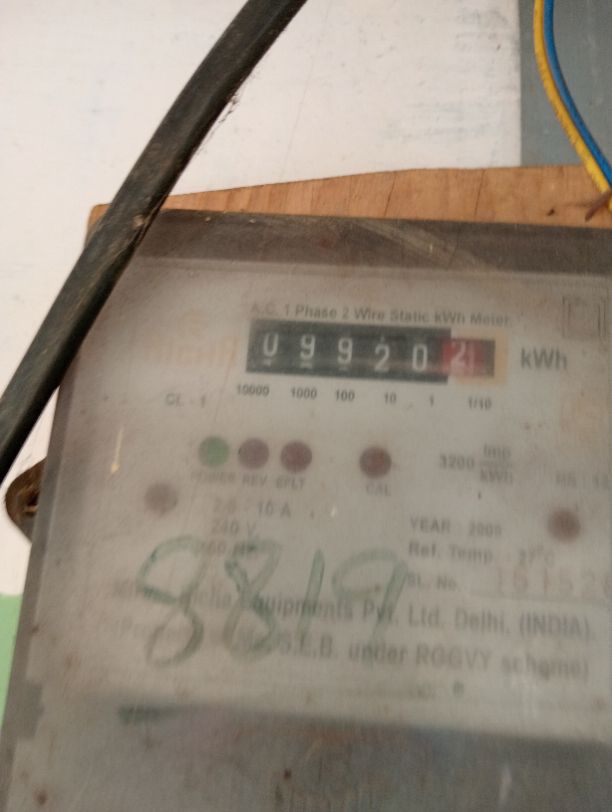 A.C. 1 Phase 2 Wire Static kWh Meter
0 9 9 2 0 2 kWh
CL - 1 10000 1000 100 10 1 1/10
POWER REV EFLT CAL 3200 Imp/kWh
- 10 A
240 V
YEAR : 2009
Ref. Temp. : 27°C
SL. No.
8819
Equipments Pvt. Ltd. Delhi. (INDIA)
S.E.B. under RGGVY scheme)